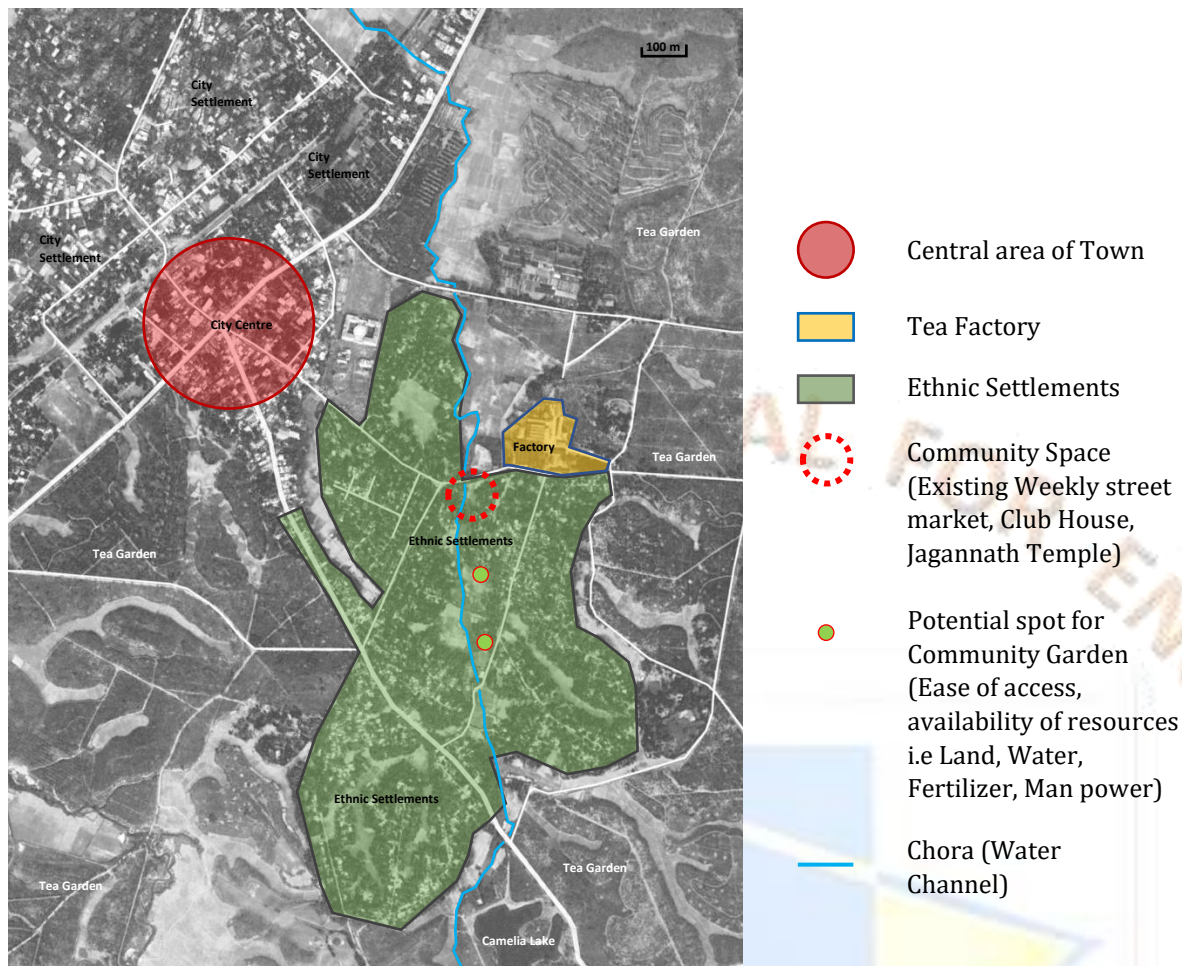 100 m
City
Settlement
City
Settlement
City
Settlement
Tea Garden
City Centre
Factory
Tea Garden
Ethnic Settlements
Tea Garden
Ethnic Settlements
Tea Garden
Tea Garden
Camelia Lake
Central area of Town
Tea Factory
Ethnic Settlements
Community Space
(Existing Weekly street
market, Club House,
Jagannath Temple)
Potential spot for
Community Garden
(Ease of access,
availability of resources
i.e Land, Water,
Fertilizer, Man power)
Chora (Water
Channel)
AL FOR EN